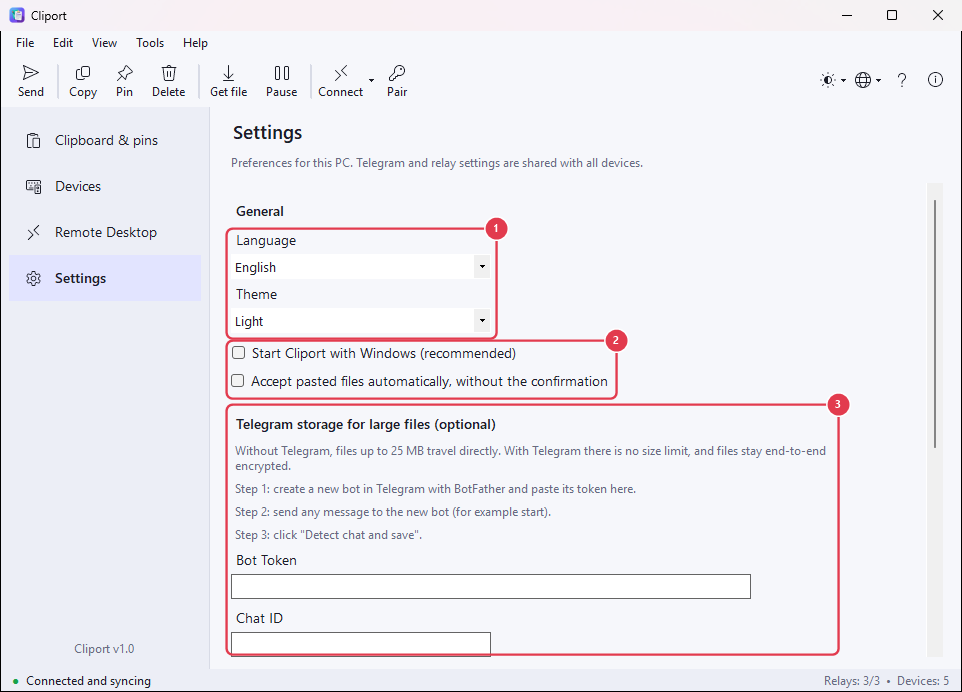 Cliport
File Edit View Tools Help
Send Copy Pin Delete Get file Pause Connect Pair
Clipboard & pins
Devices
Remote Desktop
Settings
Cliport v1.0
Settings
Preferences for this PC. Telegram and relay settings are shared with all devices.
General
1
Language
English
Theme
Light
2
Start Cliport with Windows (recommended)
Accept pasted files automatically, without the confirmation
3
Telegram storage for large files (optional)
Without Telegram, files up to 25 MB travel directly. With Telegram there is no size limit, and files stay end-to-end
encrypted.
Step 1: create a new bot in Telegram with BotFather and paste its token here.
Step 2: send any message to the new bot (for example start).
Step 3: click "Detect chat and save".
Bot Token
Chat ID
Connected and syncing
Relays: 3/3 • Devices: 5